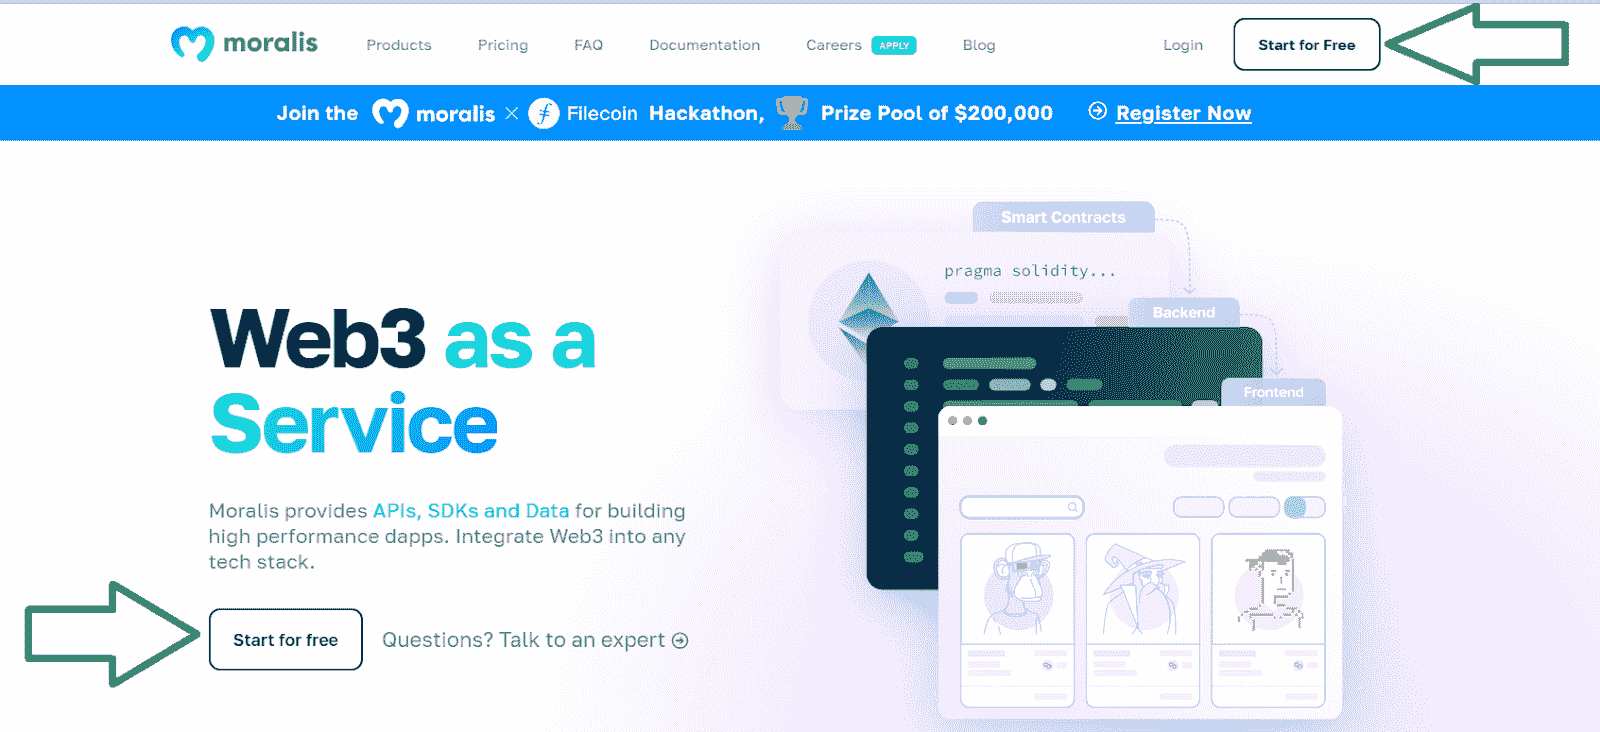 moralis Products Pricing FAQ Documentation Careers APPLY Blog Login Start for Free
Join the moralis × Filecoin Hackathon, Prize Pool of $200,000 Register Now
Smart Contracts
pragma solidity...
Backend
Frontend
Web3 as a
Service
Moralis provides APIs, SDKs and Data for building
high performance dapps. Integrate Web3 into any
tech stack.
Start for free Questions? Talk to an expert